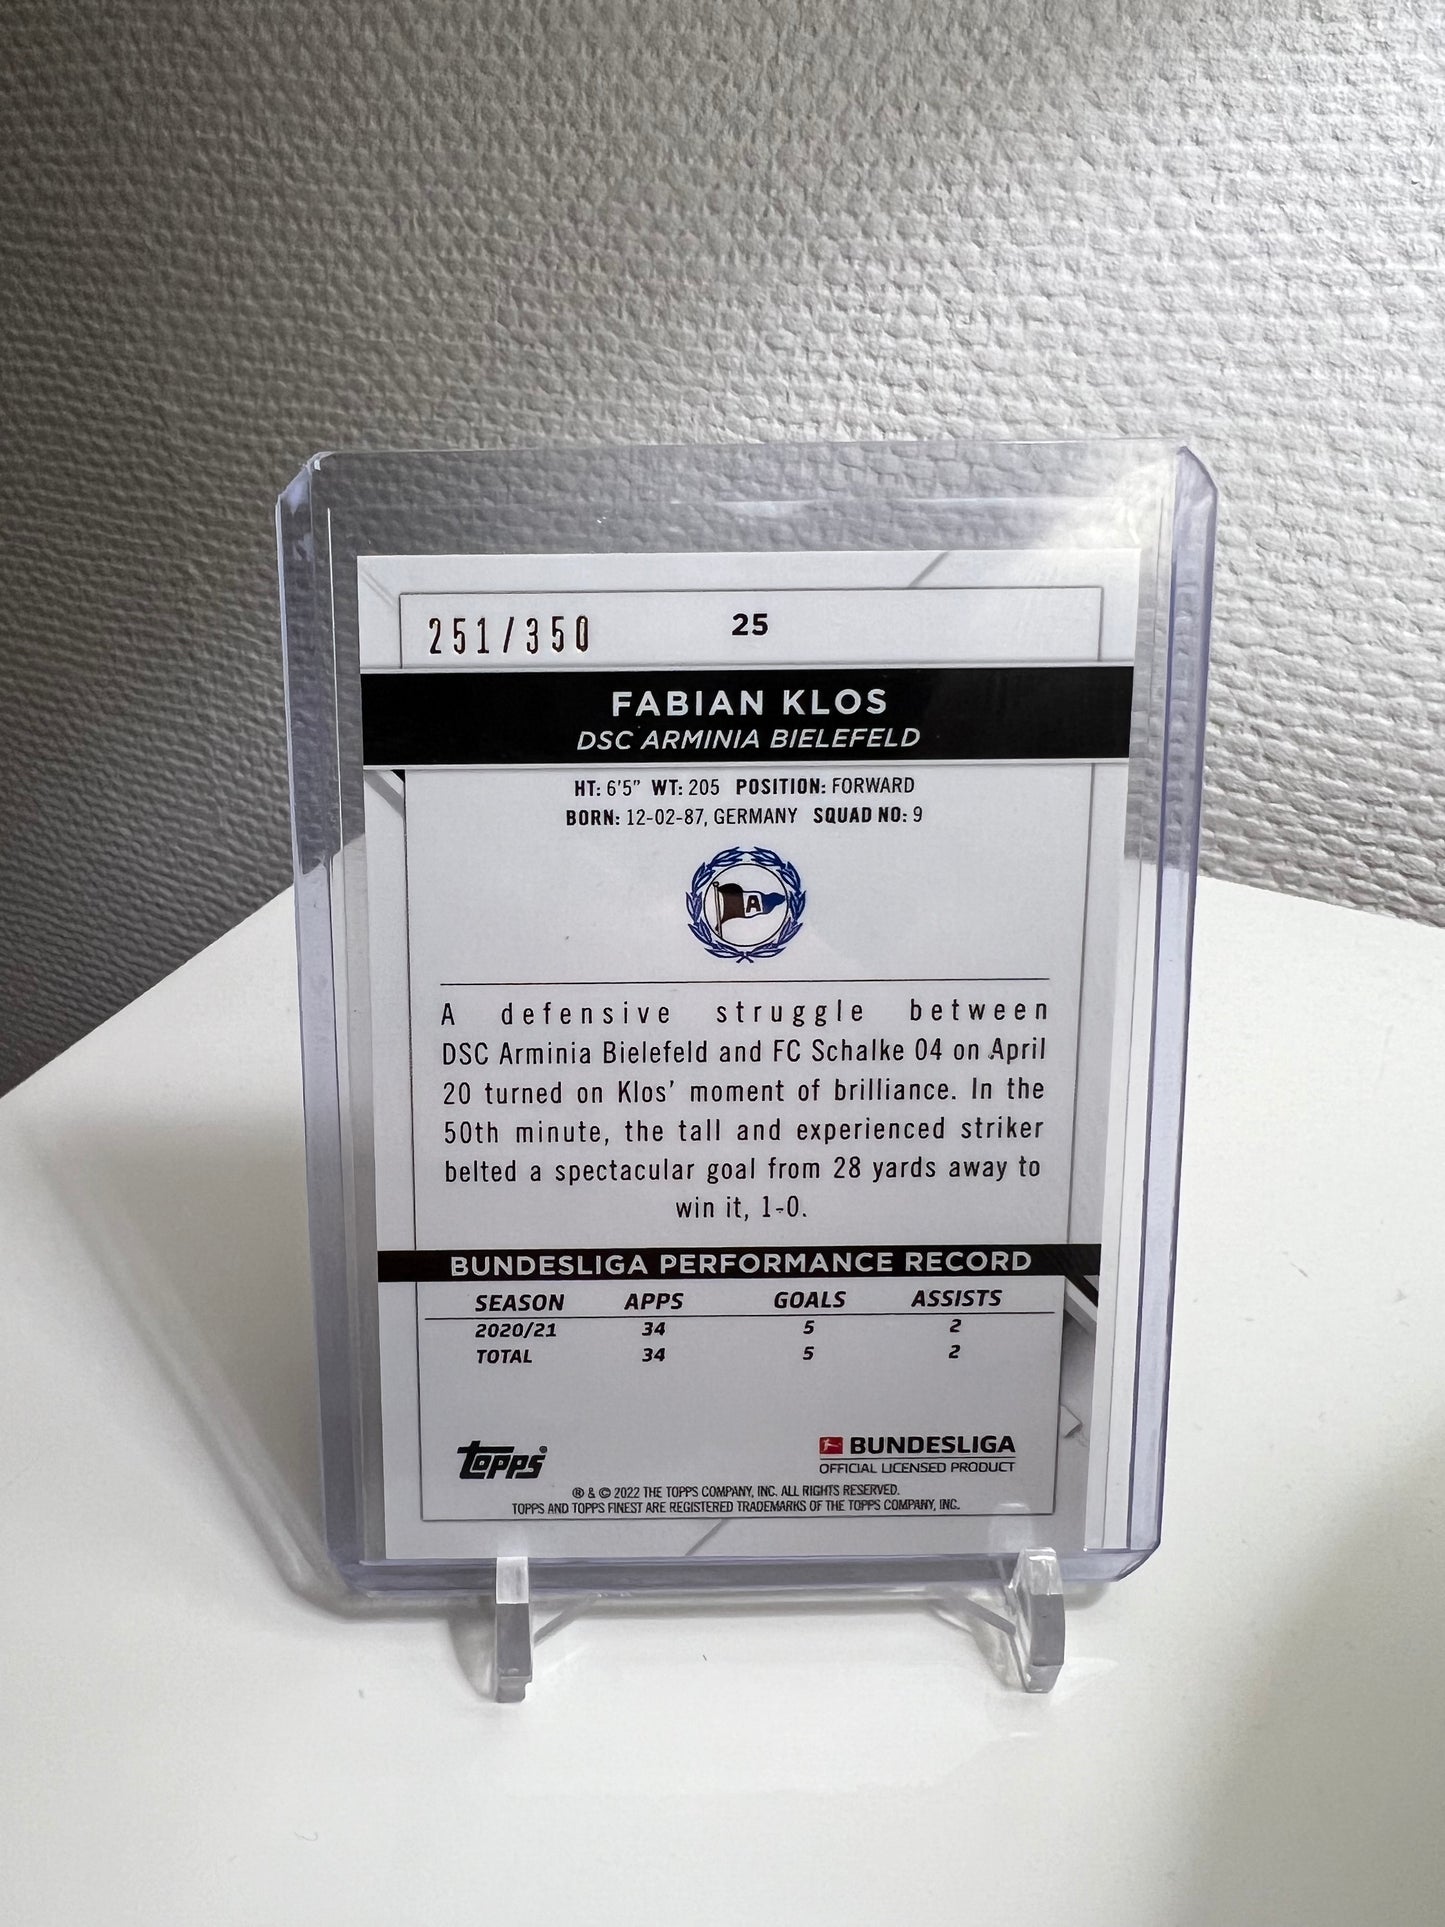 251/350
25
FABIAN KLOS
DSC ARMINIA BIELEFELD
HT: 6'5" WT: 205 POSITION: FORWARD
BORN: 12-02-87, GERMANY SQUAD NO: 9
A
A defensive struggle between
DSC Arminia Bielefeld and FC Schalke 04 on April
20 turned on Klos' moment of brilliance. In the
50th minute, the tall and experienced striker
belted a spectacular goal from 28 yards away to
win it, 1-0.
BUNDESLIGA PERFORMANCE RECORD
SEASON APPS GOALS ASSISTS
2020/21 34 5 2
TOTAL 34 5 2
topps®
BUNDESLIGA
OFFICIAL LICENSED PRODUCT
® & © 2022 THE TOPPS COMPANY, INC. ALL RIGHTS RESERVED.
TOPPS AND TOPPS FINEST ARE REGISTERED TRADEMARKS OF THE TOPPS COMPANY, INC.